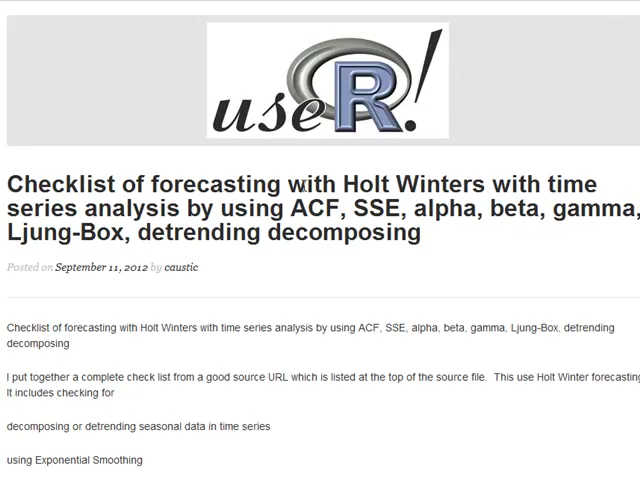 useR!
Checklist of forecasting with Holt Winters with time
series analysis by using ACF, SSE, alpha, beta, gamma,
Ljung-Box, detrending decomposing
Posted on September 11, 2012 by caustic
Checklist of forecasting with Holt Winters with time series analysis by using ACF, SSE, alpha, beta, gamma, Ljung-Box, detrending
decomposing
I put together a complete check list from a good source URL which is listed at the top of the source file. This use Holt Winter forecasting
It includes checking for
decomposing or detrending seasonal data in time series
using Exponential Smoothing